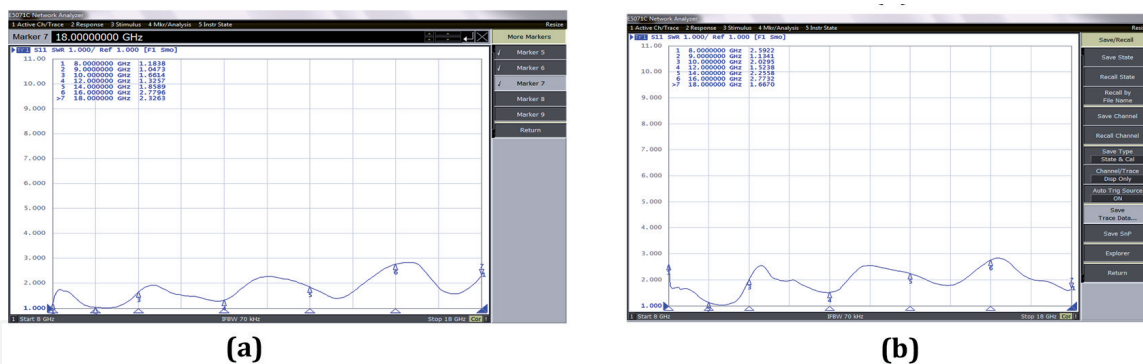 E5071C Network Analyzer
1 Active Ch/Trace 2 Response 3 Stimulus 4 Mkr/Analysis 5 Instr State
Resize
Marker 7 18.00000000 GHz
More Markers
Tr1 S11 SWR 1.000/ Ref 1.000 [F1 Smo]
11.00
10.00
9.000
8.000
7.000
6.000
5.000
4.000
3.000
2.000
1.000
1 8.0000000 GHz 1.1838
2 9.0000000 GHz 1.0473
3 10.000000 GHz 1.6614
4 12.000000 GHz 1.3257
5 14.000000 GHz 1.8589
6 16.000000 GHz 2.7796
>7 18.000000 GHz 2.3263
Marker 5
Marker 6
Marker 7
Marker 8
Marker 9
Return
1 Start 8 GHz
IFBW 70 kHz
Stop 18 GHz Cor !
(a)
E5071C Network Analyzer
1 Active Ch/Trace 2 Response 3 Stimulus 4 Mkr/Analysis 5 Instr State
Tr1 S11 SWR 1.000/ Ref 1.000 [F1 Smo]
11.00
10.00
9.000
8.000
7.000
6.000
5.000
4.000
3.000
2.000
1.000
1 8.0000000 GHz 2.5922
2 9.0000000 GHz 1.1341
3 10.000000 GHz 2.0295
4 12.000000 GHz 1.5238
5 14.000000 GHz 2.2558
6 16.000000 GHz 2.7732
>7 18.000000 GHz 1.6670
Save/Recall
Save State
Recall State
Recall by
File Name
Save Channel
Recall Channel
Save Type
State & Cal
Channel/Trace
Disp Only
Auto Trig Source
ON
Save
Trace Data...
Save SnP
Explorer
Return
1 Start 8 GHz
IFBW 70 kHz
Stop 18 GHz Cor !
(b)